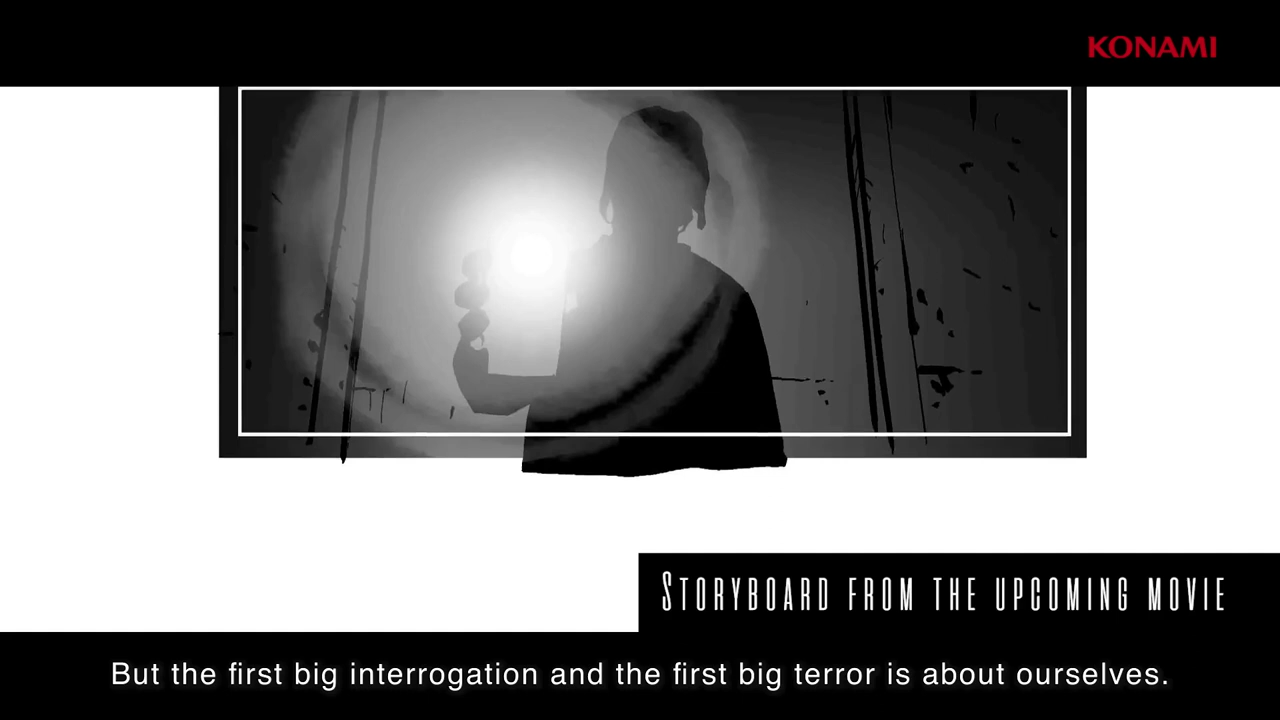 KONAMI
STORYBOARD FROM THE UPCOMING MOVIE
But the first big interrogation and the first big terror is about ourselves.